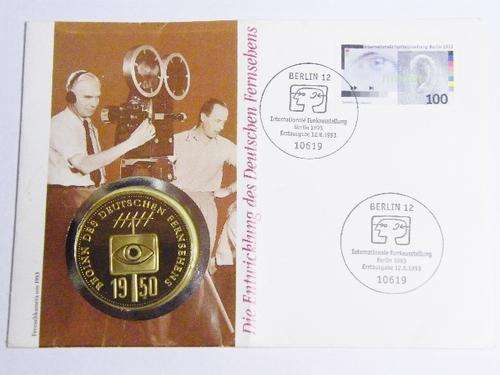 Internationale Funkausstellung Berlin 1993
100
BERLIN 12
Internationale Funkausstellung
Berlin 1993
Erstausgabe 12.8.1993
10619
BERLIN 12
Internationale Funkausstellung
Berlin 1993
Erstausgabe 12.8.1993
10619
Die Entwicklung des Deutschen Fernsehens
BEGINN DES DEUTSCHEN FERNSEHENS
1950